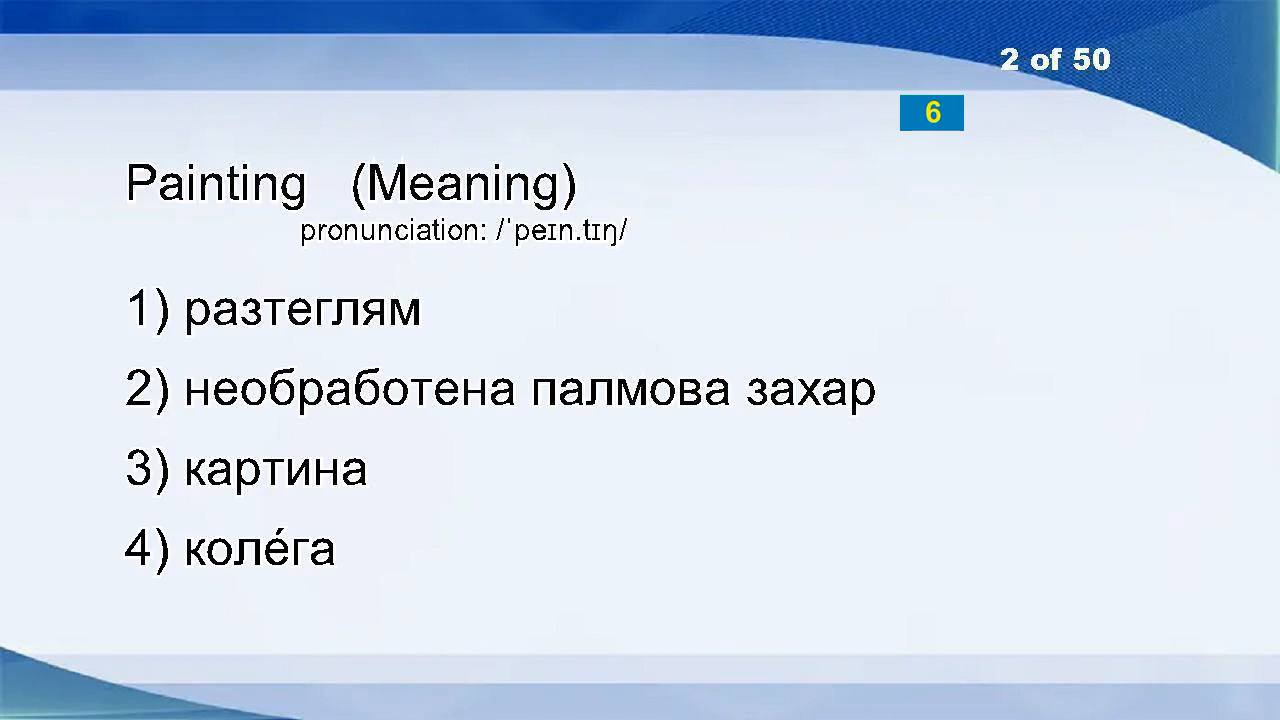 2 of 50
6
Painting (Meaning)
pronunciation: /ˈpeɪn.tɪŋ/
1) разтеглям
2) необработена палмова захар
3) картина
4) коле́га